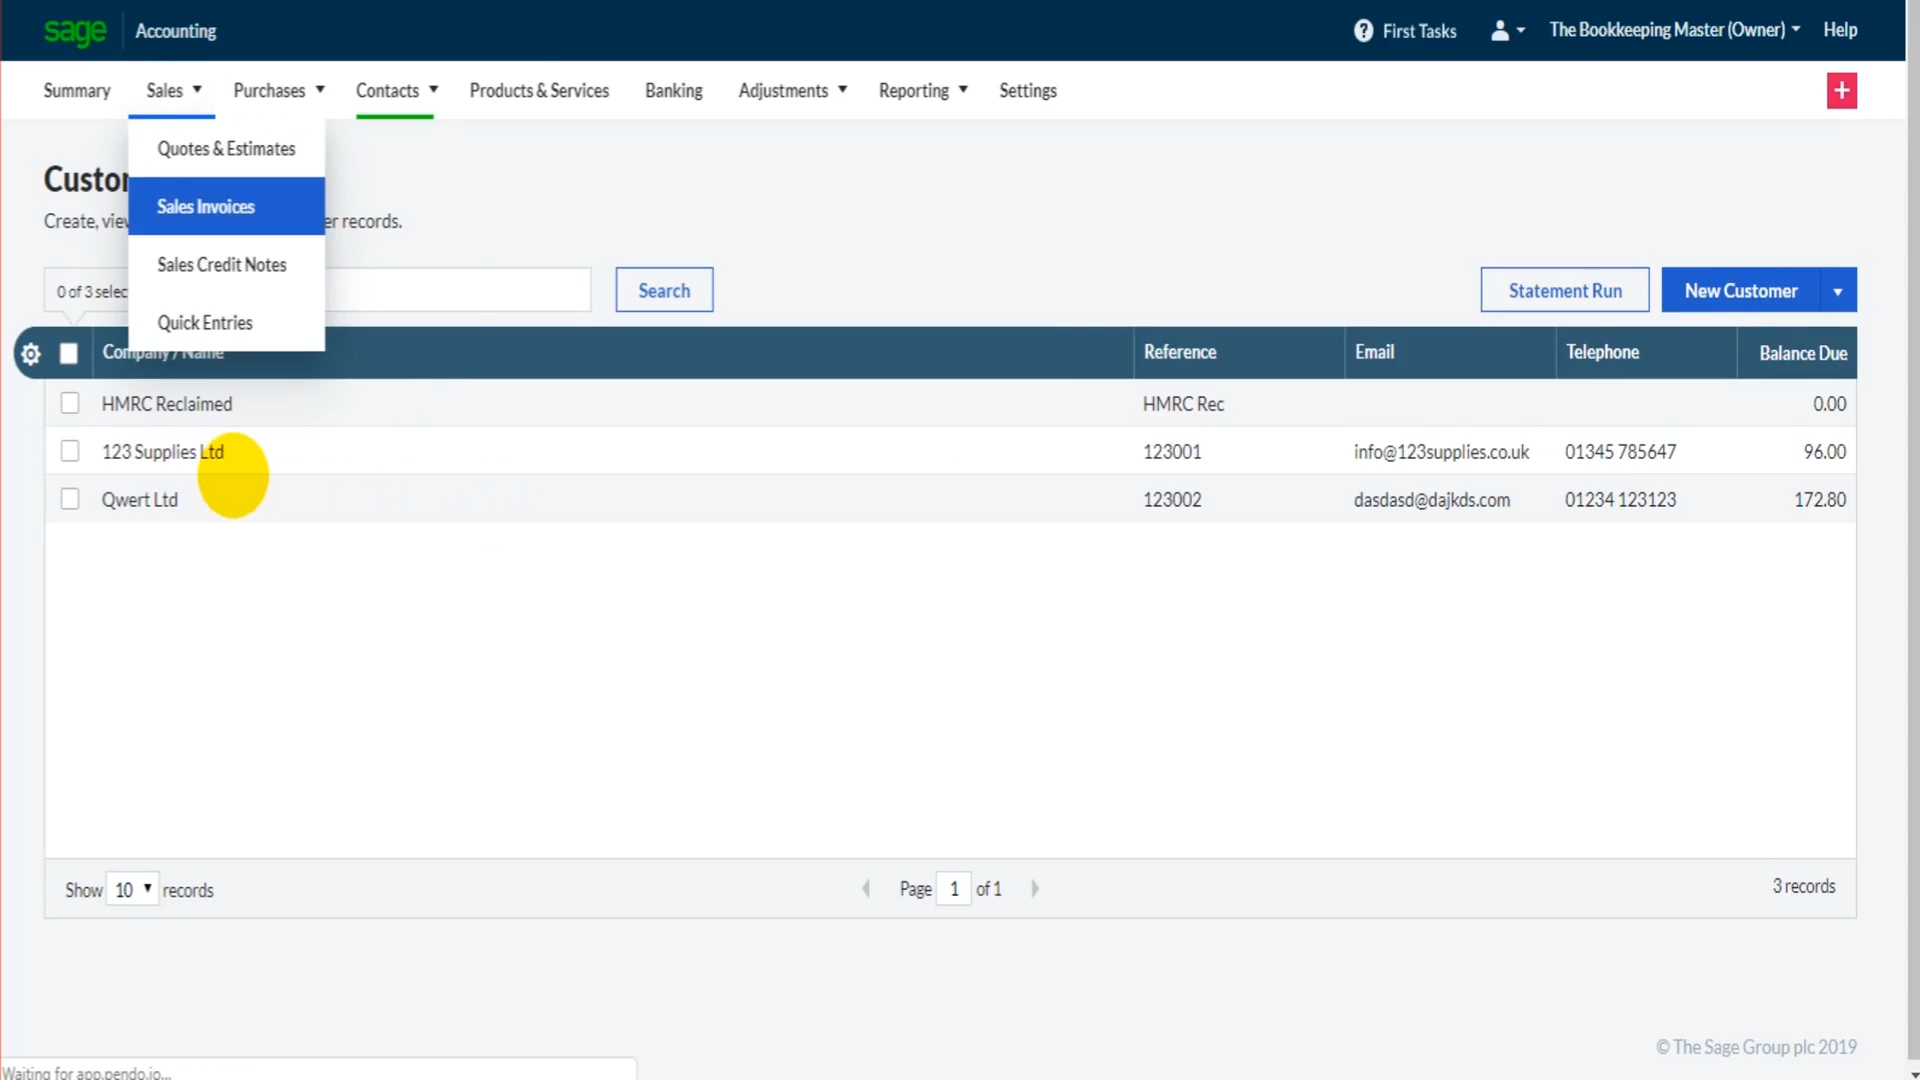 sage Accounting First Tasks The Bookkeeping Master (Owner) Help
Summary Sales Purchases Contacts Products & Services Banking Adjustments Reporting Settings
Quotes & Estimates
Sales Invoices
Sales Credit Notes
Quick Entries
Custo
Create, view er records.
0 of 3 selec Search Statement Run New Customer
Company / Name Reference Email Telephone Balance Due
HMRC Reclaimed HMRC Rec 0.00
123 Supplies Ltd 123001 info@123supplies.co.uk 01345 785647 96.00
Qwert Ltd 123002 dasdasd@dajkds.com 01234 123123 172.80
Show 10 records Page 1 of 1 3 records
© The Sage Group plc 2019
Waiting for app.pendo.io...